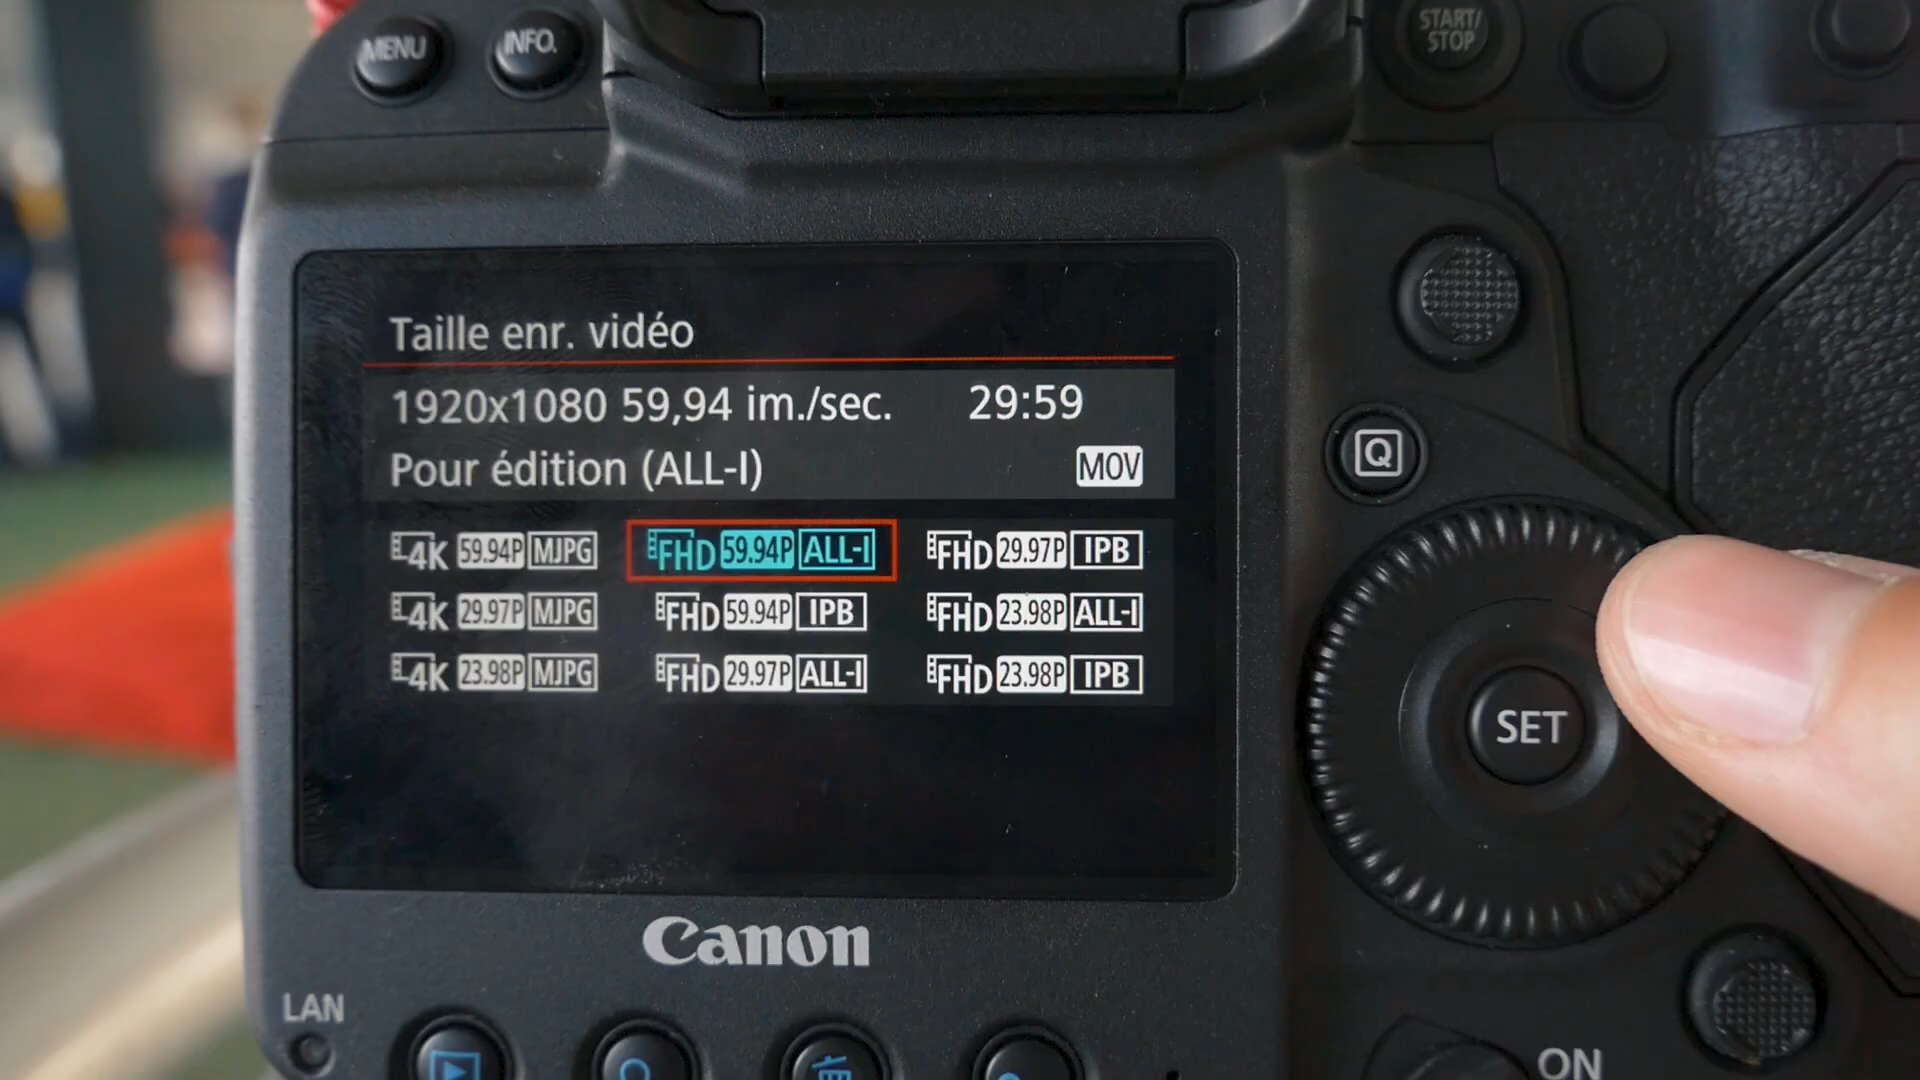 MENU
INFO.
START/
STOP
Taille enr. vidéo
1920x1080 59,94 im./sec. 29:59
Pour édition (ALL-I) MOV
4K 59.94P MJPG FHD 59.94P ALL-I FHD 29.97P IPB
4K 29.97P MJPG FHD 59.94P IPB FHD 23.98P ALL-I
4K 23.98P MJPG FHD 29.97P ALL-I FHD 23.98P IPB
Q
SET
Canon
LAN
ON